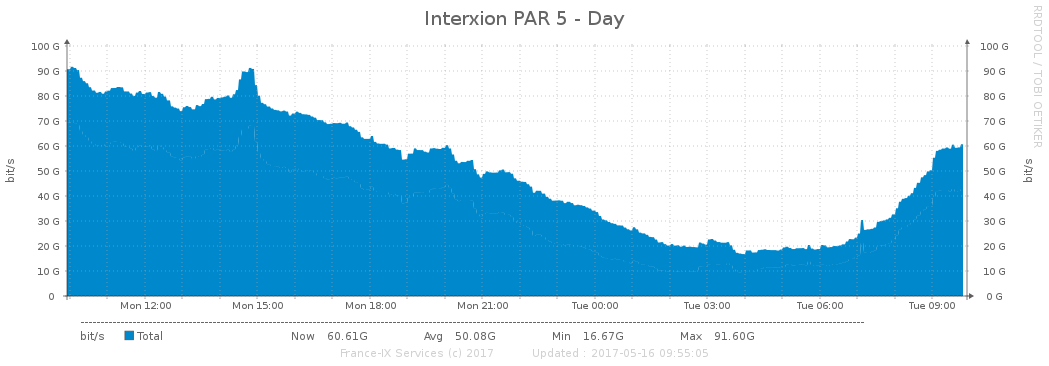 Interxion PAR 5 - Day
RRDTOOL / TOBI OETIKER
100 G 100 G
90 G 90 G
80 G 80 G
70 G 70 G
60 G 60 G
50 G 50 G
40 G 40 G
30 G 30 G
20 G 20 G
10 G 10 G
0 0 G
bit/s
bit/s
Mon 12:00 Mon 15:00 Mon 18:00 Mon 21:00 Tue 00:00 Tue 03:00 Tue 06:00 Tue 09:00
bit/s Total Now 60.61G Avg 50.08G Min 16.67G Max 91.60G
France-IX Services (c) 2017 Updated : 2017-05-16 09:55:05